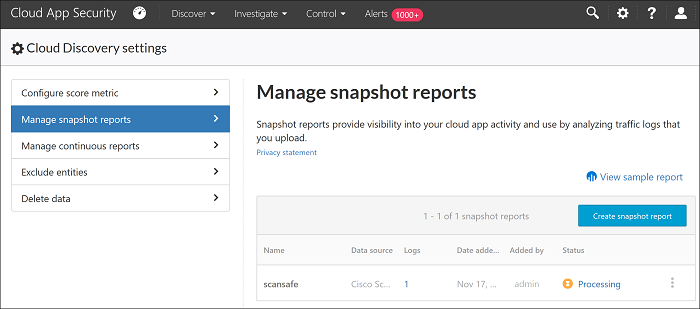 Cloud App Security Discover Investigate Control Alerts 1000+ ?
Cloud Discovery settings
Configure score metric
Manage snapshot reports
Manage continuous reports
Exclude entities
Delete data
Manage snapshot reports
Snapshot reports provide visibility into your cloud app activity and use by analyzing traffic logs that
you upload.
Privacy statement
View sample report
1 - 1 of 1 snapshot reports Create snapshot report
Name Data source Logs Date adde... Added by Status
scansafe Cisco Sc... 1 Nov 17, ... admin Processing